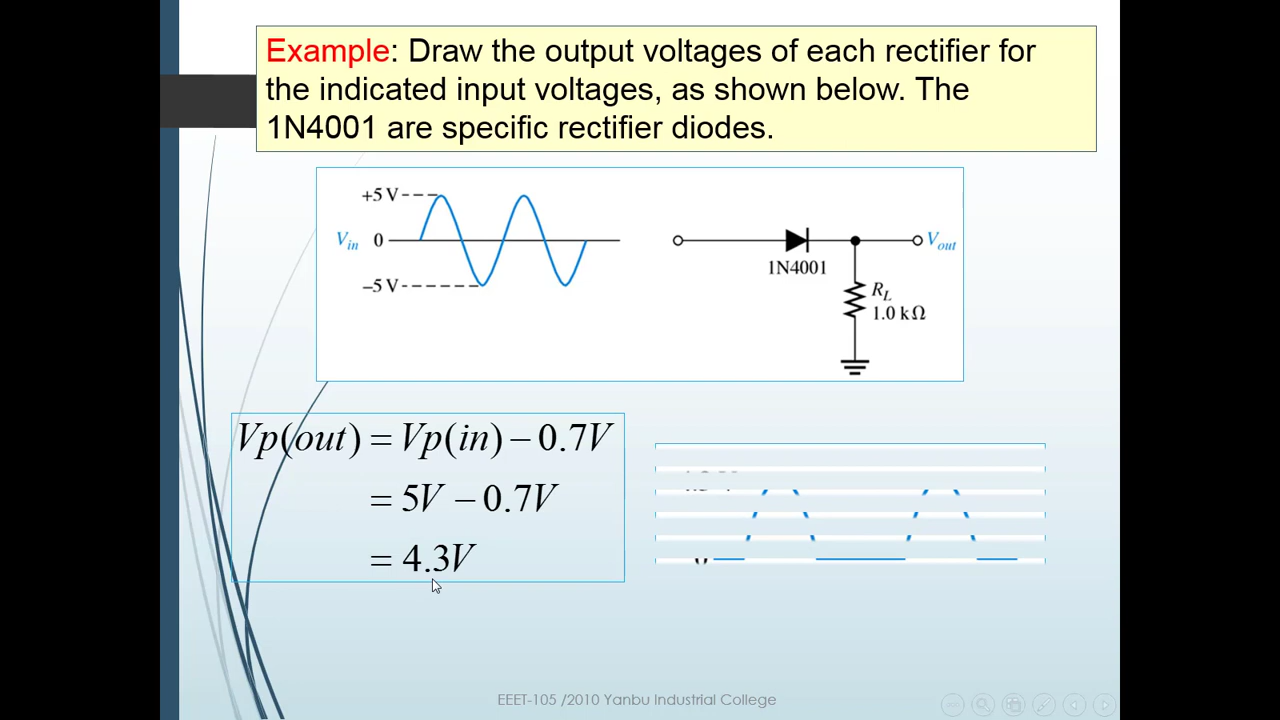 Example: Draw the output voltages of each rectifier for
the indicated input voltages, as shown below. The
1N4001 are specific rectifier diodes.
+5 V
Vin 0
–5 V
1N4001
Vout
RL
1.0 kΩ
Vp(out) = Vp(in) − 0.7V
= 5V − 0.7V
= 4.3V
EEET-105 /2010 Yanbu Industrial College